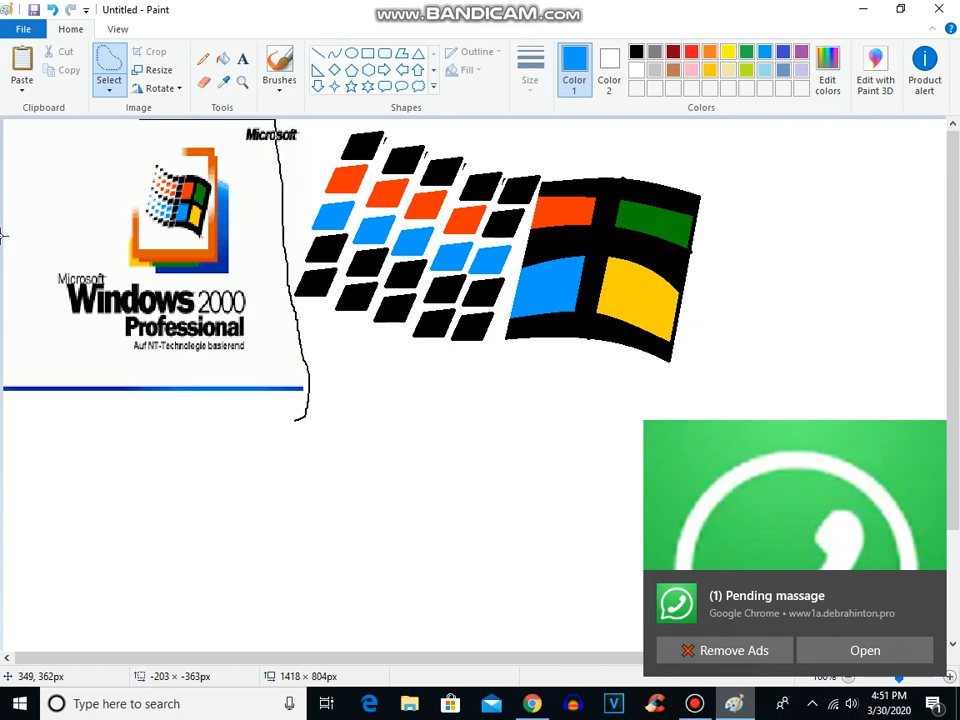 Untitled - Paint
www.BANDICAM.com
File
Home
View
Paste
Cut
Copy
Clipboard
Select
Crop
Resize
Rotate
Image
A
Tools
Brushes
Outline
Fill
Shapes
Size
Color 1
Color 2
Edit colors
Colors
Edit with Paint 3D
Product alert
Microsoft
Microsoft
Windows 2000
Professional
Auf NT-Technologie basierend
(1) Pending massage
Google Chrome • www1a.debrahinton.pro
Remove Ads
Open
349, 362px
-203 × -363px
1418 × 804px
100%
Type here to search
4:51 PM
3/30/2020